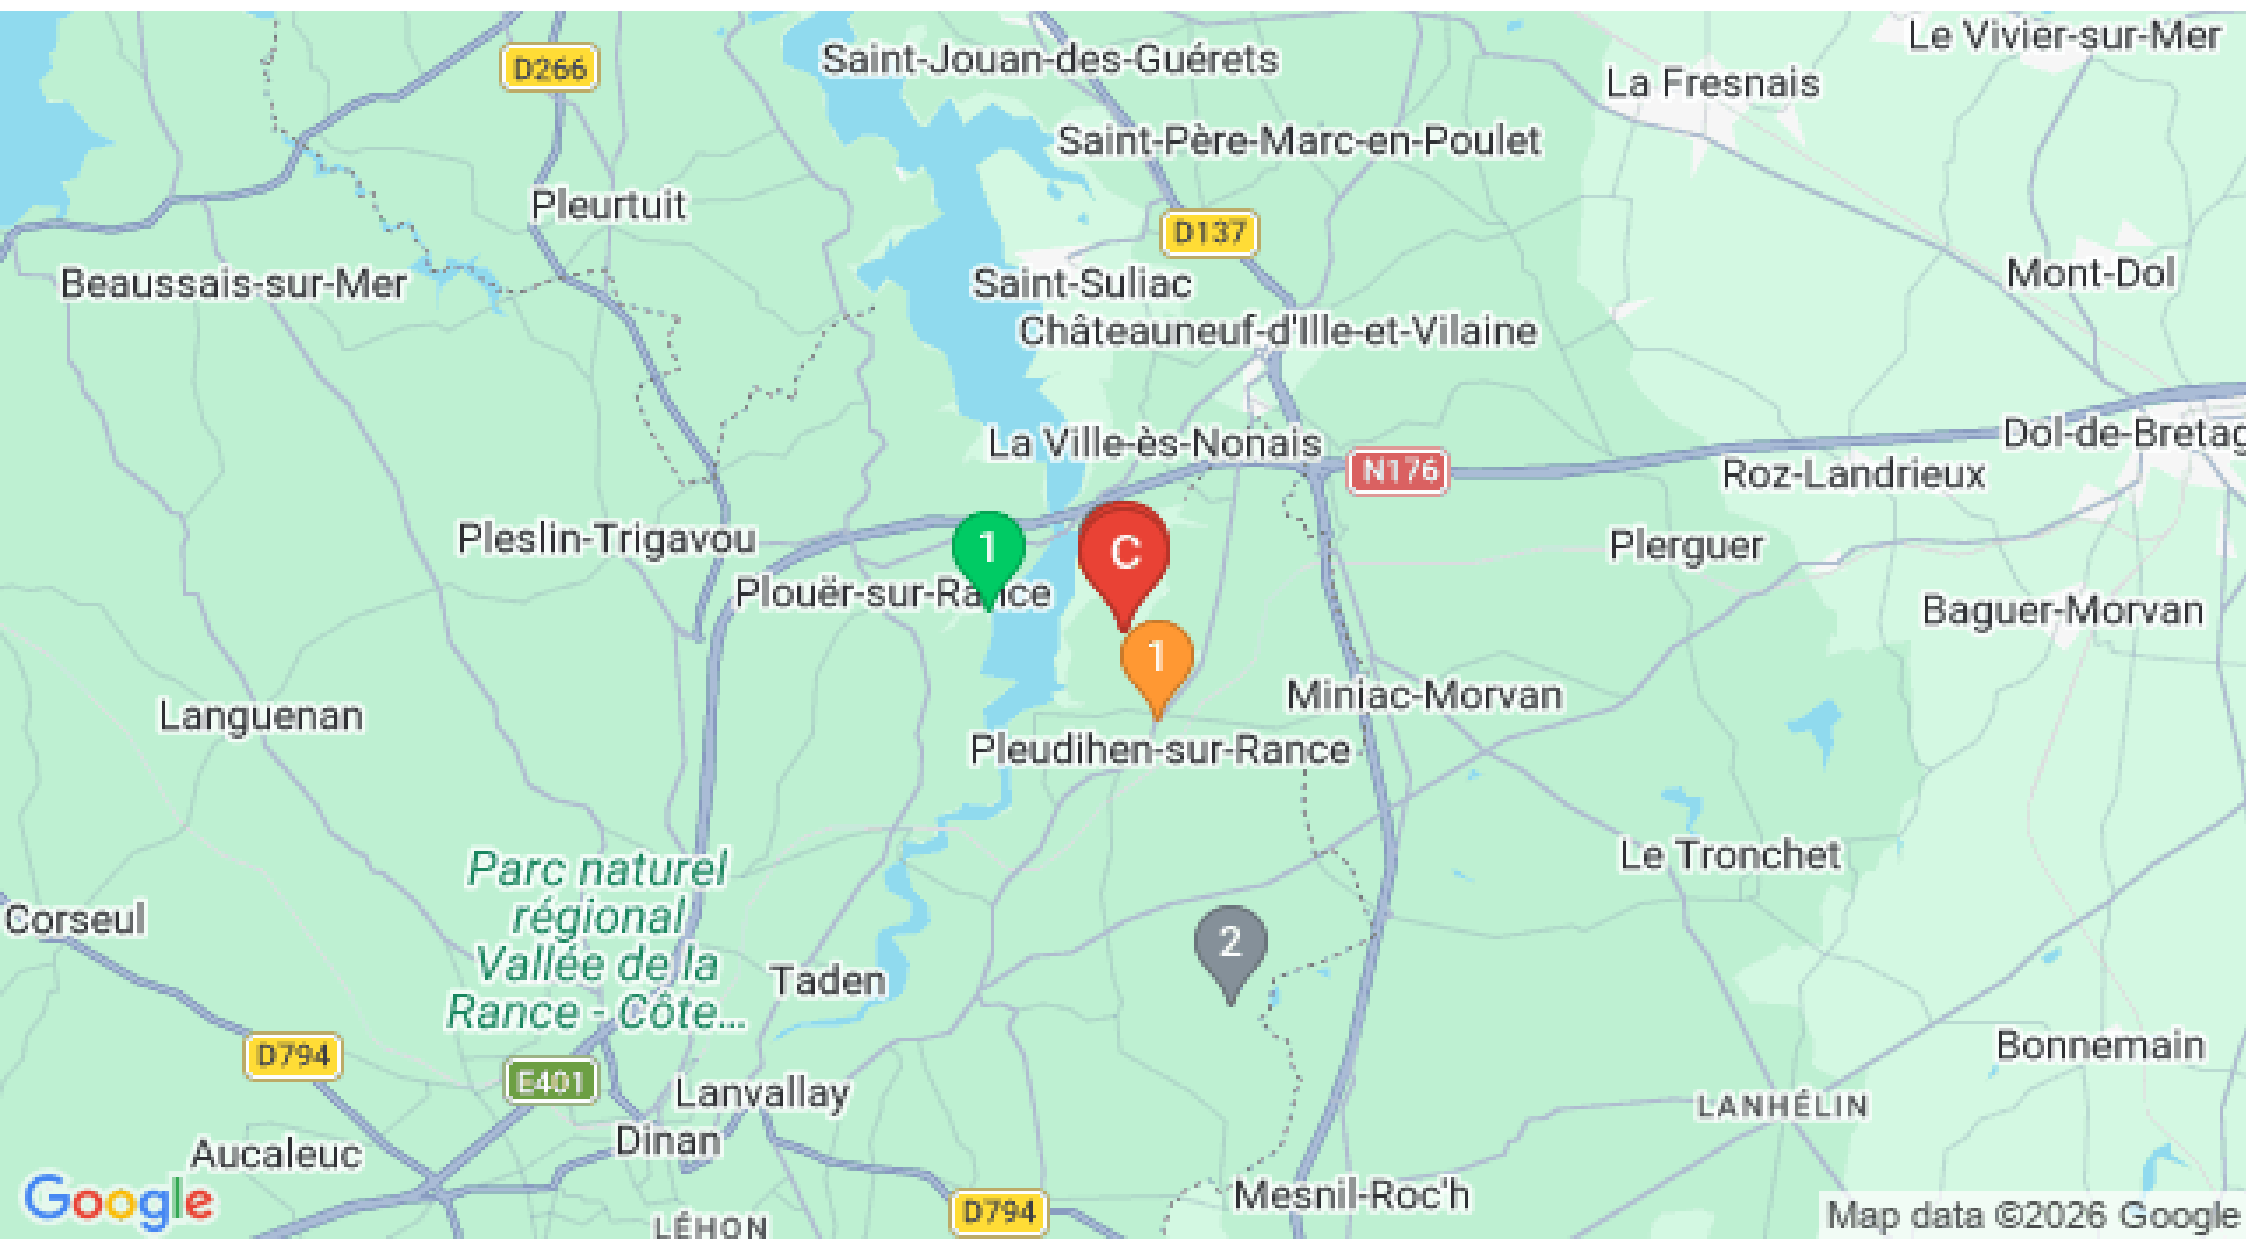 Le Vivier-sur-Mer
Saint-Jouan-des-Guérets
D266
La Fresnais
Saint-Père-Marc-en-Poulet
Pleurtuit
D137
Mont-Dol
Beaussais-sur-Mer
Saint-Suliac
Châteauneuf-d'Ille-et-Vilaine
Dol-de-Bretag
La Ville-ès-Nonais
N176
Roz-Landrieux
Pleslin-Trigavou
1
C
Plerguer
Plouër-sur-Rance
Baguer-Morvan
1
Miniac-Morvan
Languenan
Pleudihen-sur-Rance
Le Tronchet
Parc naturel
régional
Vallée de la
Rance - Côte...
Corseul
2
Taden
Bonnemain
D794
E401
Lanvallay
LANHÉLIN
Dinan
Aucaleuc
Mesnil-Roc'h
Google
D794
LÉHON
Map data ©2026 Google